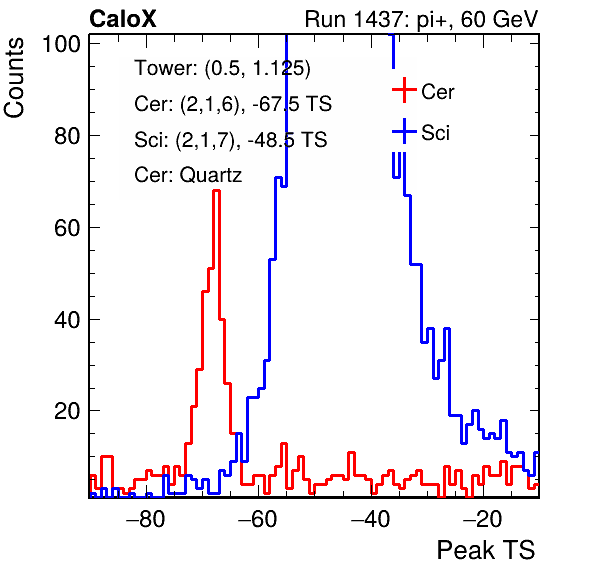 CaloX Run 1437: pi+, 60 GeV
Counts
100
80
60
40
20
Tower: (0.5, 1.125)
Cer: (2,1,6), -67.5 TS
Sci: (2,1,7), -48.5 TS
Cer: Quartz
Cer
Sci
−80 −60 −40 −20
Peak TS